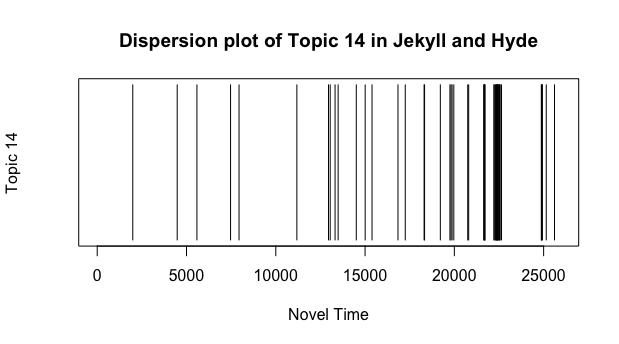 Dispersion plot of Topic 14 in Jekyll and Hyde
Topic 14
0 5000 10000 15000 20000 25000
Novel Time